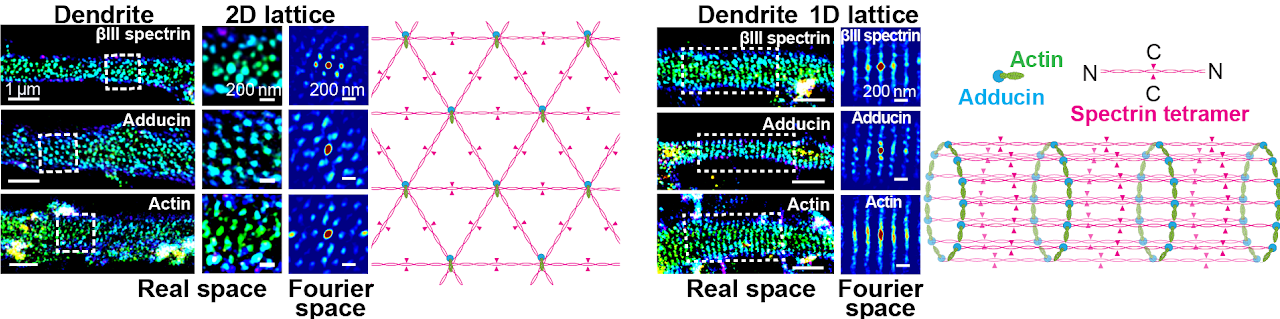 Dendrite 2D lattice
βIII spectrin
1 μm
200 nm
200 nm
Adducin
Actin
Real space
Fourier
space
Dendrite 1D lattice
βIII spectrin
βIII spectrin
200 nm
Adducin
Adducin
Actin
Actin
Real space
Fourier
space
Actin
Adducin
C
N
N
C
Spectrin tetramer